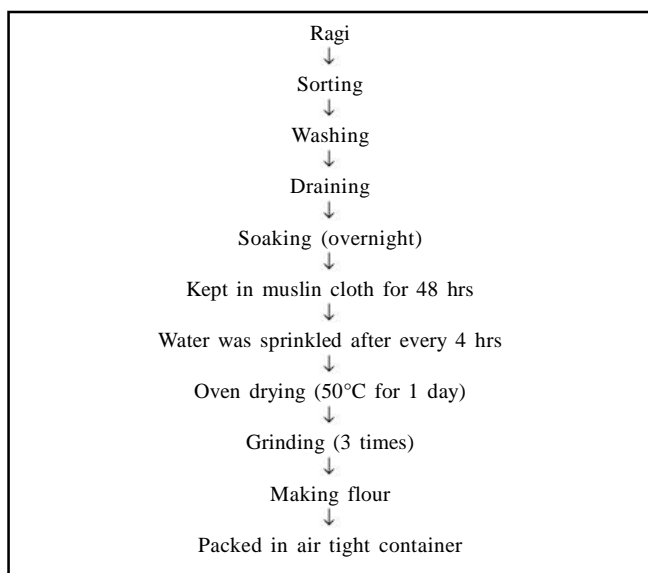 Ragi
↓
Sorting
↓
Washing
↓
Draining
↓
Soaking (overnight)
↓
Kept in muslin cloth for 48 hrs
↓
Water was sprinkled after every 4 hrs
↓
Oven drying (50°C for 1 day)
↓
Grinding (3 times)
↓
Making flour
↓
Packed in air tight container